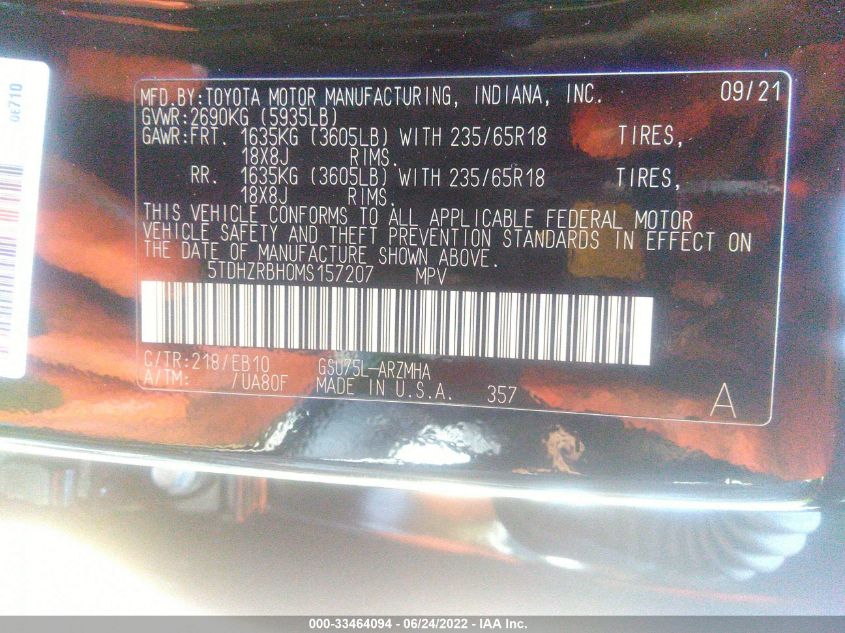 0E710
MFD.BY:TOYOTA MOTOR MANUFACTURING, INDIANA, INC. 09/21
GVWR:2690KG (5935LB)
GAWR:FRT. 1635KG (3605LB) WITH 235/65R18 TIRES,
18X8J RIMS.
RR. 1635KG (3605LB) WITH 235/65R18 TIRES,
18X8J RIMS.
THIS VEHICLE CONFORMS TO ALL APPLICABLE FEDERAL MOTOR
VEHICLE SAFETY AND THEFT PREVENTION STANDARDS IN EFFECT ON
THE DATE OF MANUFACTURE SHOWN ABOVE.
5TDHZRBH0MS157207 MPV
C/TR:218/EB10 GSU75L-ARZMHA
A/TM: /UA80F MADE IN U.S.A. 357 A
000-33464094 - 06/24/2022 - IAA Inc.